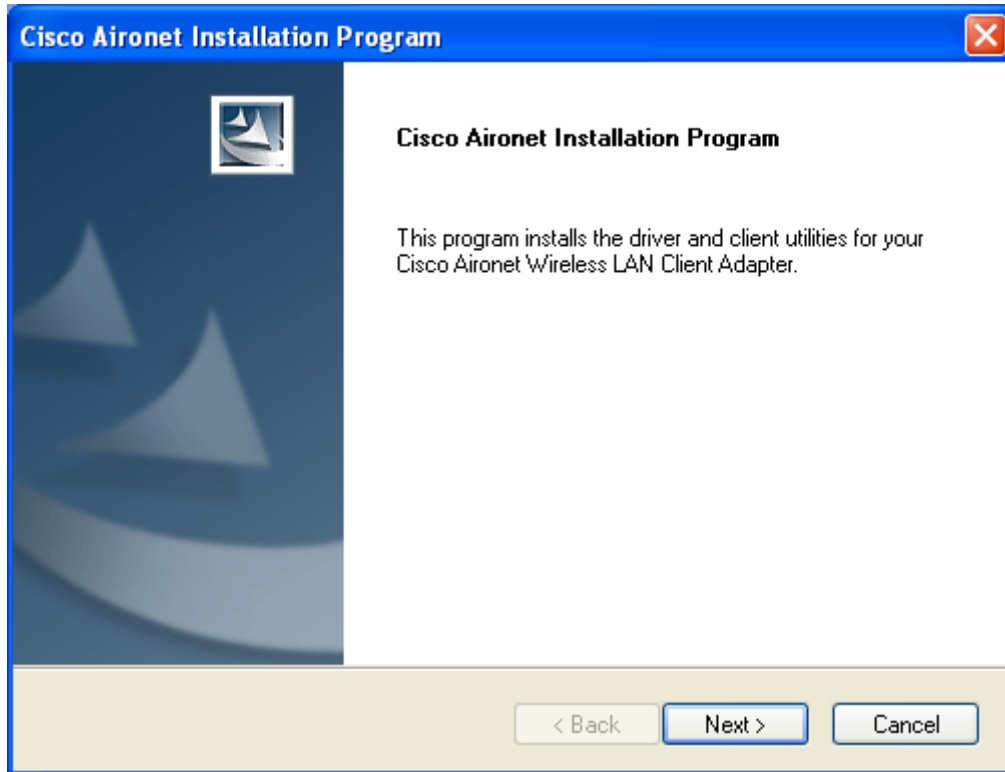 Cisco Aironet Installation Program
Cisco Aironet Installation Program
This program installs the driver and client utilities for your
Cisco Aironet Wireless LAN Client Adapter.
< Back
Next >
Cancel